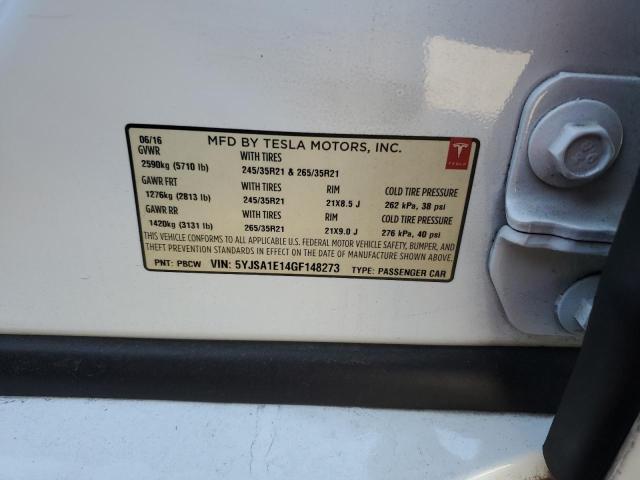 06/16 MFD BY TESLA MOTORS, INC.
GVWR WITH TIRES
2590kg (5710 lb) 245/35R21 & 265/35R21
TESLA
GAWR FRT WITH TIRES RIM COLD TIRE PRESSURE
1276kg (2813 lb) 245/35R21 21X8.5 J 262 kPa, 38 psi
GAWR RR WITH TIRES RIM COLD TIRE PRESSURE
1420kg (3131 lb) 265/35R21 21X9.0 J 276 kPa, 40 psi
THIS VEHICLE CONFORMS TO ALL APPLICABLE U.S. FEDERAL MOTOR VEHICLE SAFETY, BUMPER, AND
THEFT PREVENTION STANDARDS IN EFFECT ON THE DATE OF MANUFACTURE SHOWN ABOVE.
PNT: PBCW VIN: 5YJSA1E14GF148273 TYPE: PASSENGER CAR